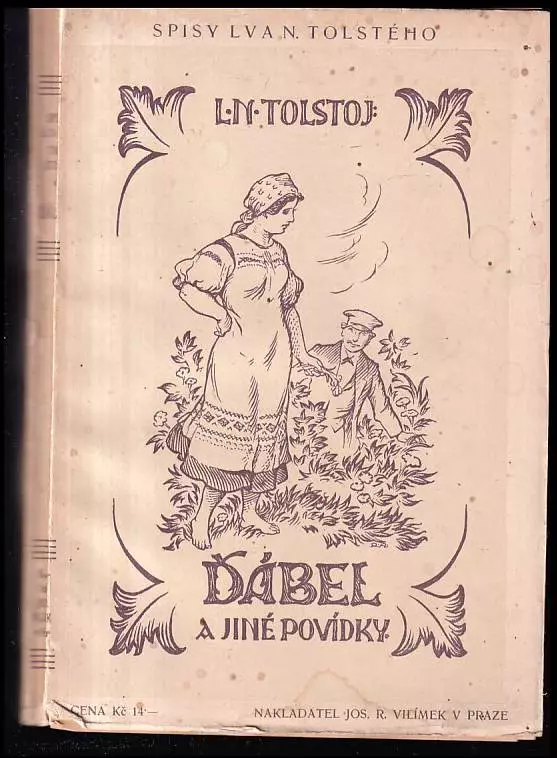 SPISY LVA N. TOLSTÉHO
L·N·TOLSTOJ:
ĎÁBEL
A JINÉ POVÍDKY.
CENA Kč 14·—
NAKLADATEL JOS. R. VILÍMEK V PRAZE